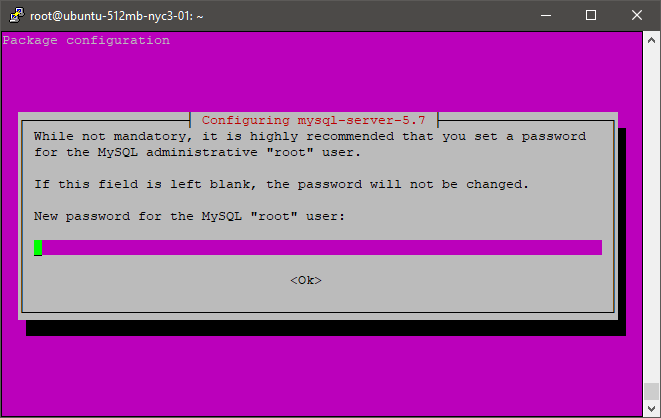 root@ubuntu-512mb-nyc3-01: ~
Package configuration
Configuring mysql-server-5.7
While not mandatory, it is highly recommended that you set a password
for the MySQL administrative "root" user.
If this field is left blank, the password will not be changed.
New password for the MySQL "root" user:
<Ok>